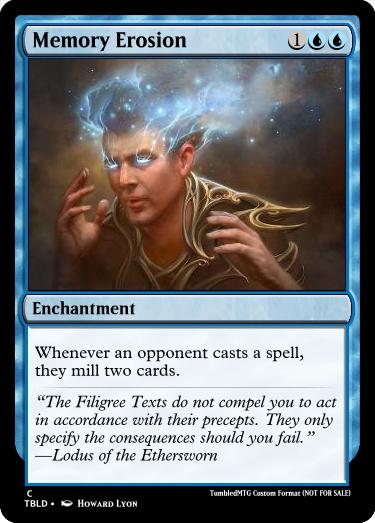 Memory Erosion 1
Enchantment
Whenever an opponent casts a spell,
they mill two cards.
“The Filigree Texts do not compel you to act
in accordance with their precepts. They only
specify the consequences should you fail.”
—Lodus of the Ethersworn
C
TBLD • Howard Lyon
TumbledMTG Custom Format (NOT FOR SALE)